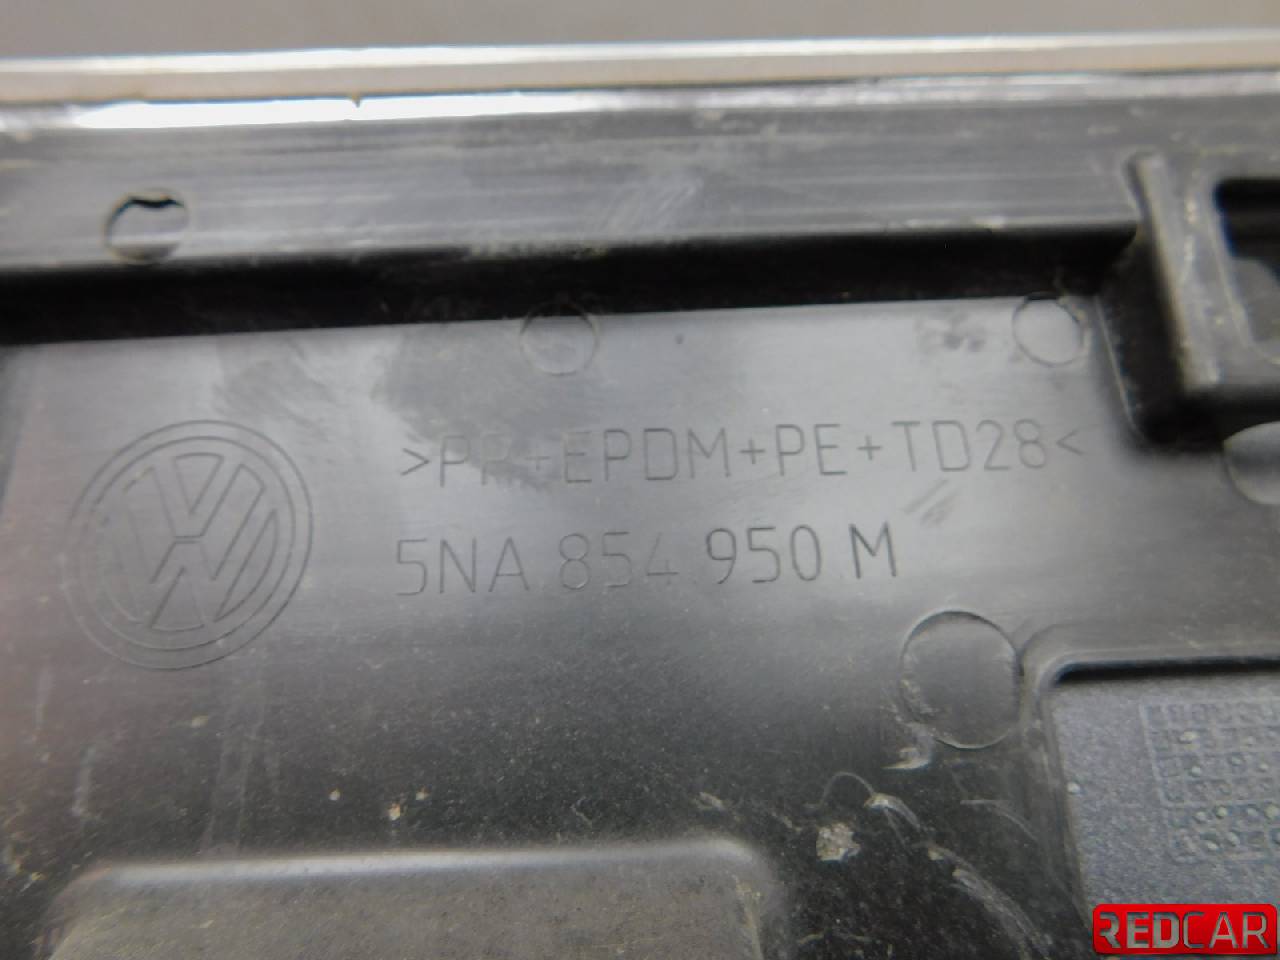 >PP+EPDM+PE+TD28<
5NA 854 950 M
REDCAR